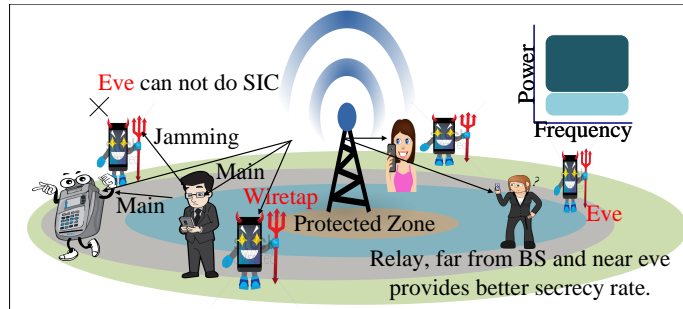 Eve can not do SIC
Power
Frequency
Jamming
Main
Main
Wiretap
Protected Zone
Eve
Relay, far from BS and near eve
provides better secrecy rate.